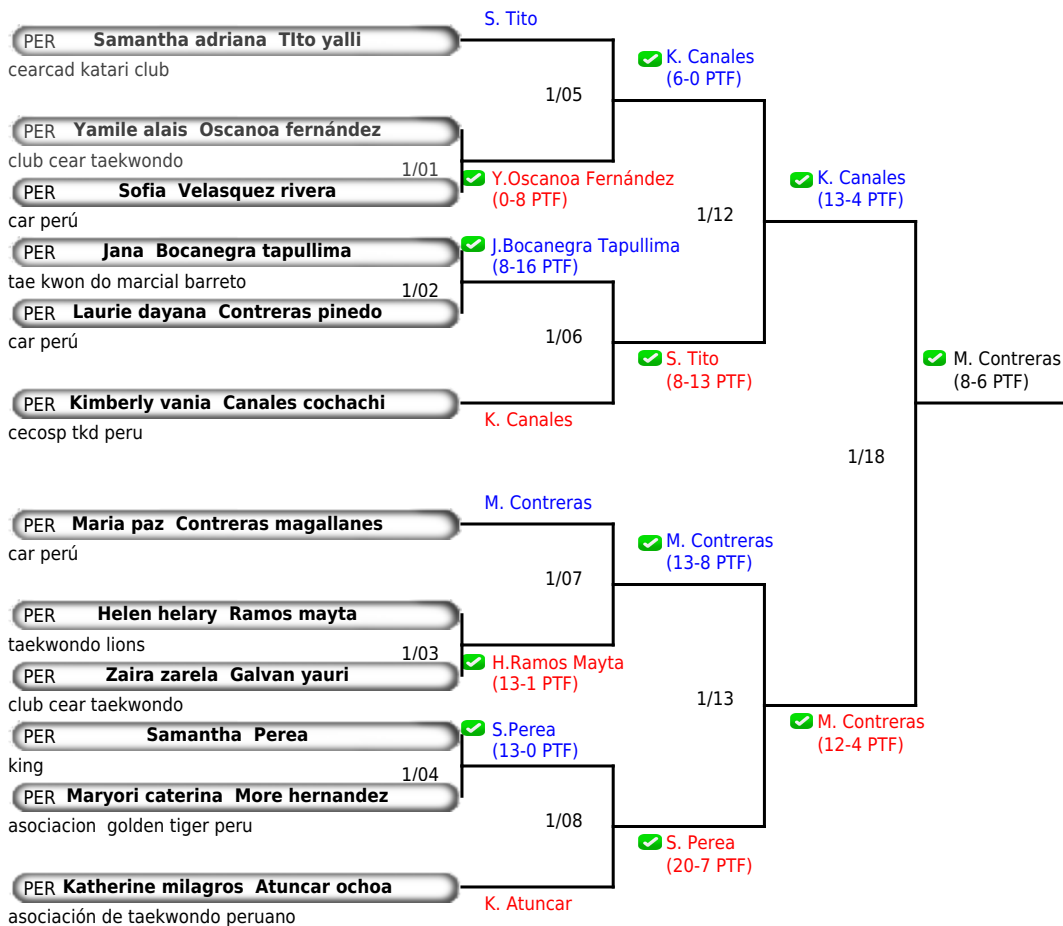 S. Tito
PER Samantha adriana TIto yalli
cearcad katari club
K. Canales
(6-0 PTF)
1/05
PER Yamile alais Oscanoa fernández
club cear taekwondo
1/01
Y.Oscanoa Fernández
(0-8 PTF)
PER Sofia Velasquez rivera
car perú
K. Canales
(13-4 PTF)
1/12
PER Jana Bocanegra tapullima
tae kwon do marcial barreto
J.Bocanegra Tapullima
(8-16 PTF)
1/02
PER Laurie dayana Contreras pinedo
car perú
1/06
S. Tito
(8-13 PTF)
PER Kimberly vania Canales cochachi
cecosp tkd peru
K. Canales
M. Contreras
(8-6 PTF)
1/18
M. Contreras
PER Maria paz Contreras magallanes
car perú
M. Contreras
(13-8 PTF)
1/07
PER Helen helary Ramos mayta
taekwondo lions
1/03
H.Ramos Mayta
(13-1 PTF)
PER Zaira zarela Galvan yauri
club cear taekwondo
1/13
M. Contreras
(12-4 PTF)
PER Samantha Perea
king
S.Perea
(13-0 PTF)
1/04
PER Maryori caterina More hernandez
asociacion golden tiger peru
1/08
S. Perea
(20-7 PTF)
PER Katherine milagros Atuncar ochoa
asociación de taekwondo peruano
K. Atuncar